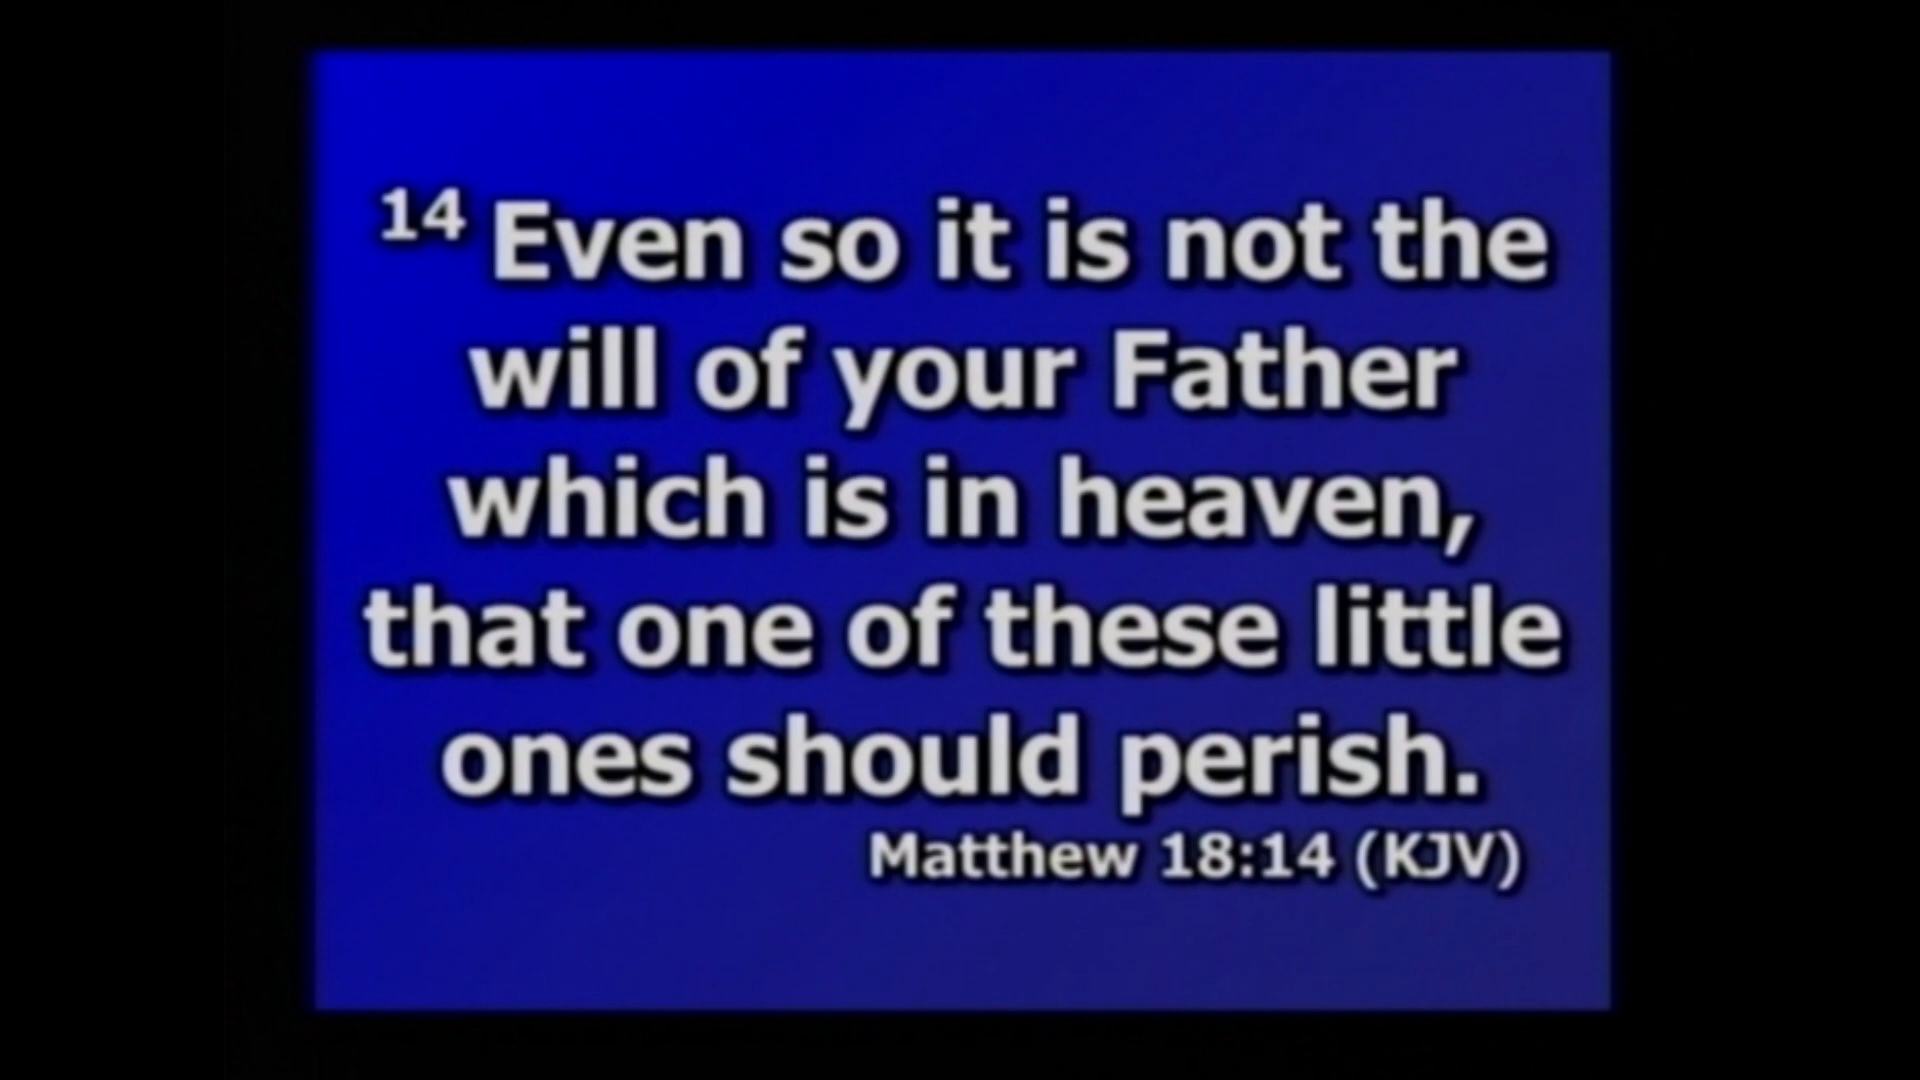 14 Even so it is not the
will of your Father
which is in heaven,
that one of these little
ones should perish.
Matthew 18:14 (KJV)